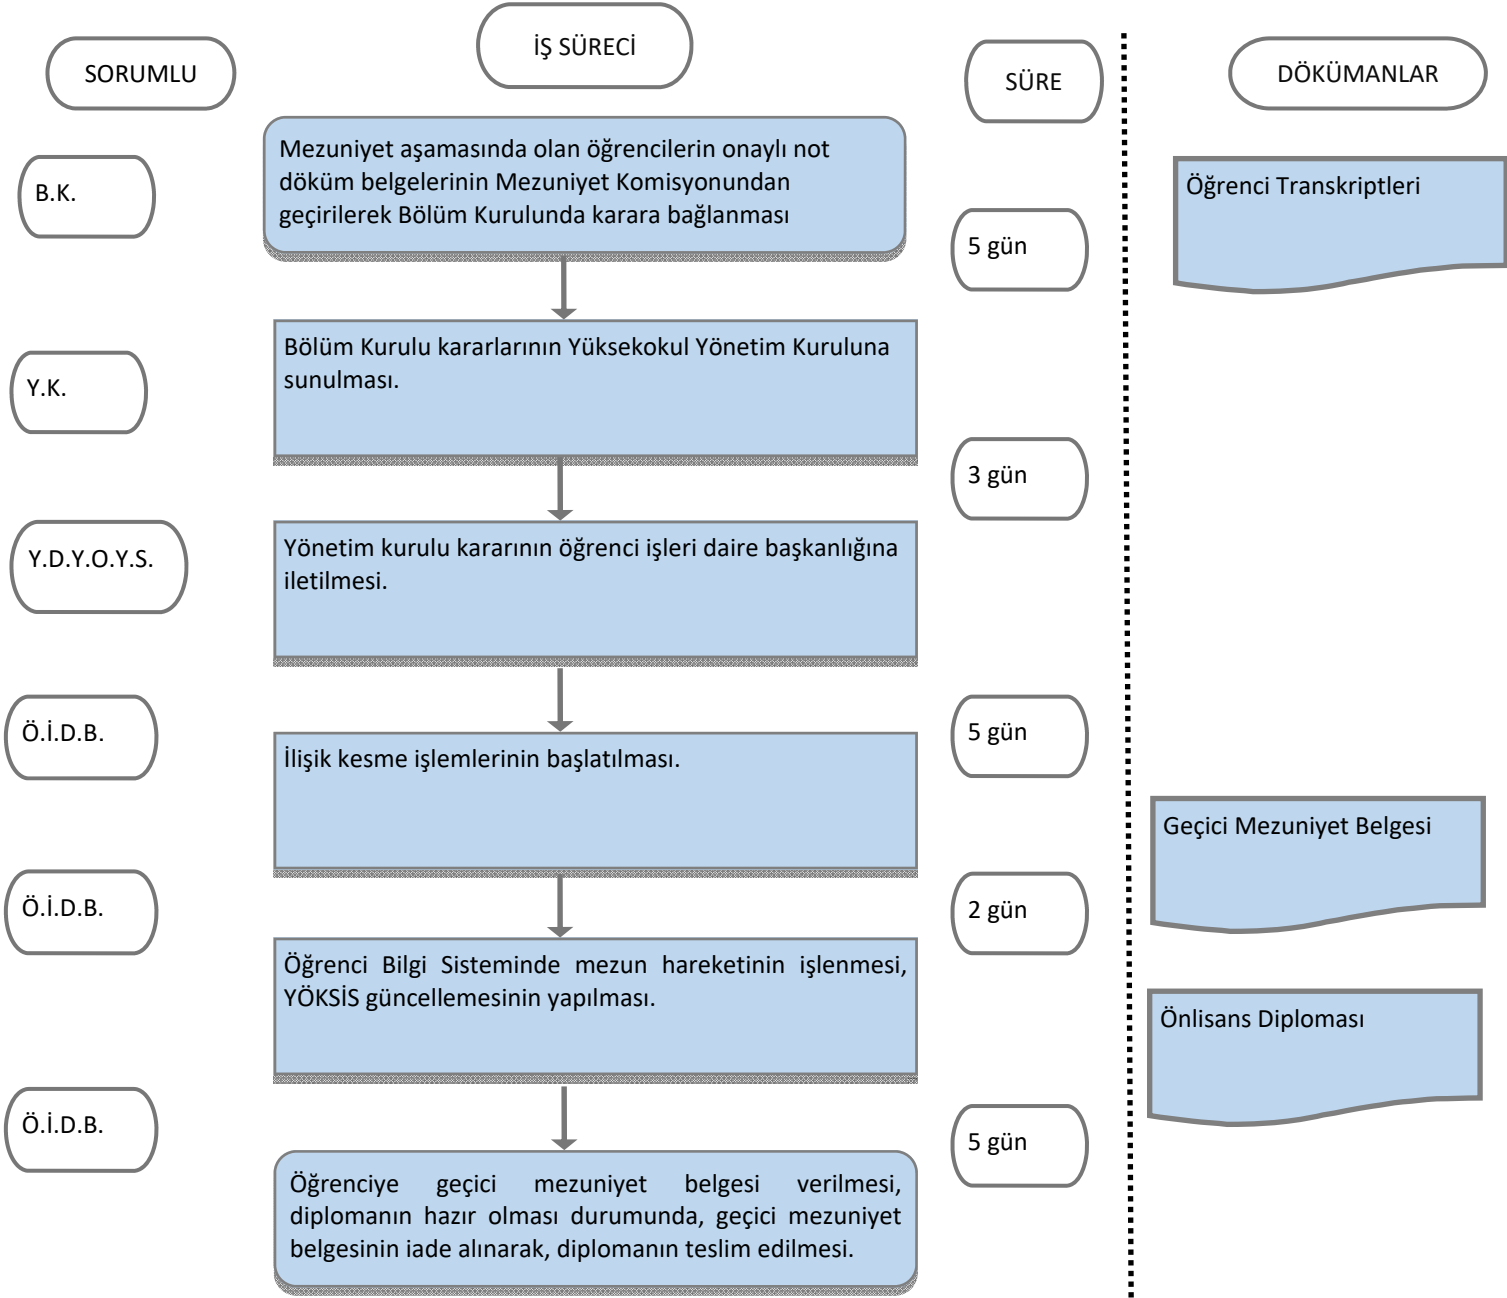 SORUMLU
İŞ SÜRECİ
SÜRE
DÖKÜMANLAR
B.K.
Mezuniyet aşamasında olan öğrencilerin onaylı not
döküm belgelerinin Mezuniyet Komisyonundan
geçirilerek Bölüm Kurulunda karara bağlanması
5 gün
Öğrenci Transkriptleri
Y.K.
Bölüm Kurulu kararlarının Yüksekokul Yönetim Kuruluna
sunulması.
3 gün
Y.D.Y.O.Y.S.
Yönetim kurulu kararının öğrenci işleri daire başkanlığına
iletilmesi.
Ö.İ.D.B.
İlişik kesme işlemlerinin başlatılması.
5 gün
Geçici Mezuniyet Belgesi
Ö.İ.D.B.
2 gün
Öğrenci Bilgi Sisteminde mezun hareketinin işlenmesi,
YÖKSİS güncellemesinin yapılması.
Önlisans Diploması
Ö.İ.D.B.
5 gün
Öğrenciye geçici mezuniyet belgesi verilmesi,
diplomanın hazır olması durumunda, geçici mezuniyet
belgesinin iade alınarak, diplomanın teslim edilmesi.